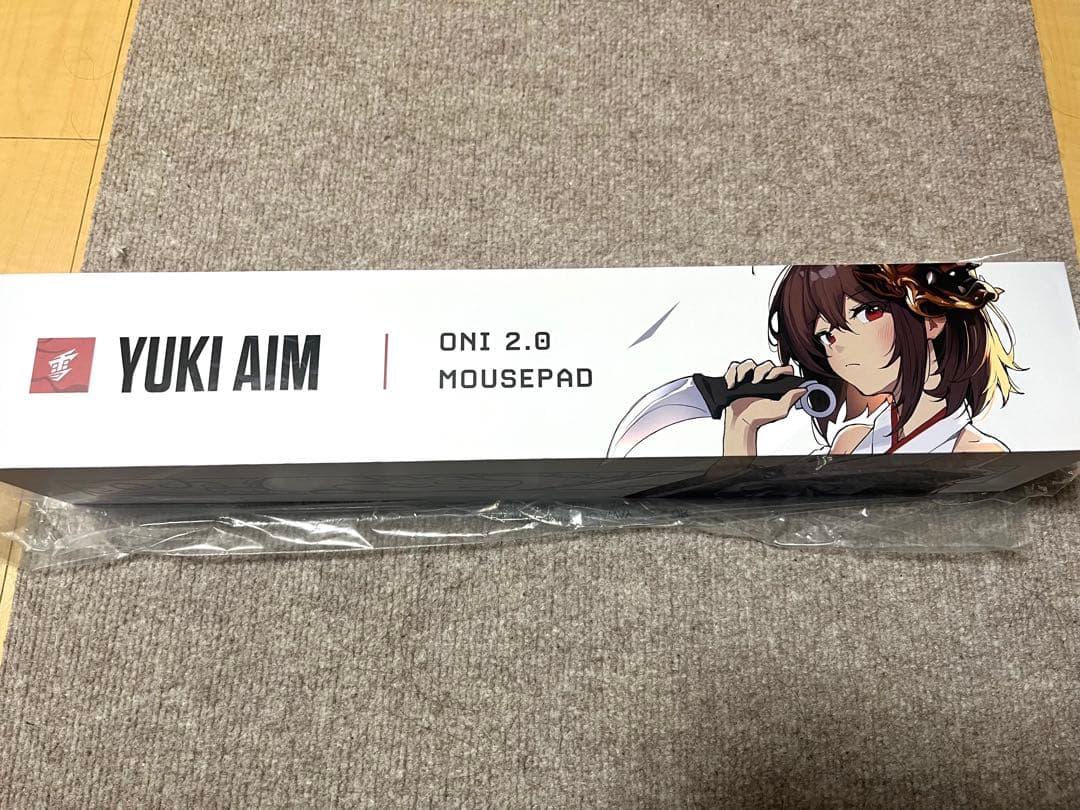 雪
YUKI AIM
ONI 2.0
MOUSEPAD